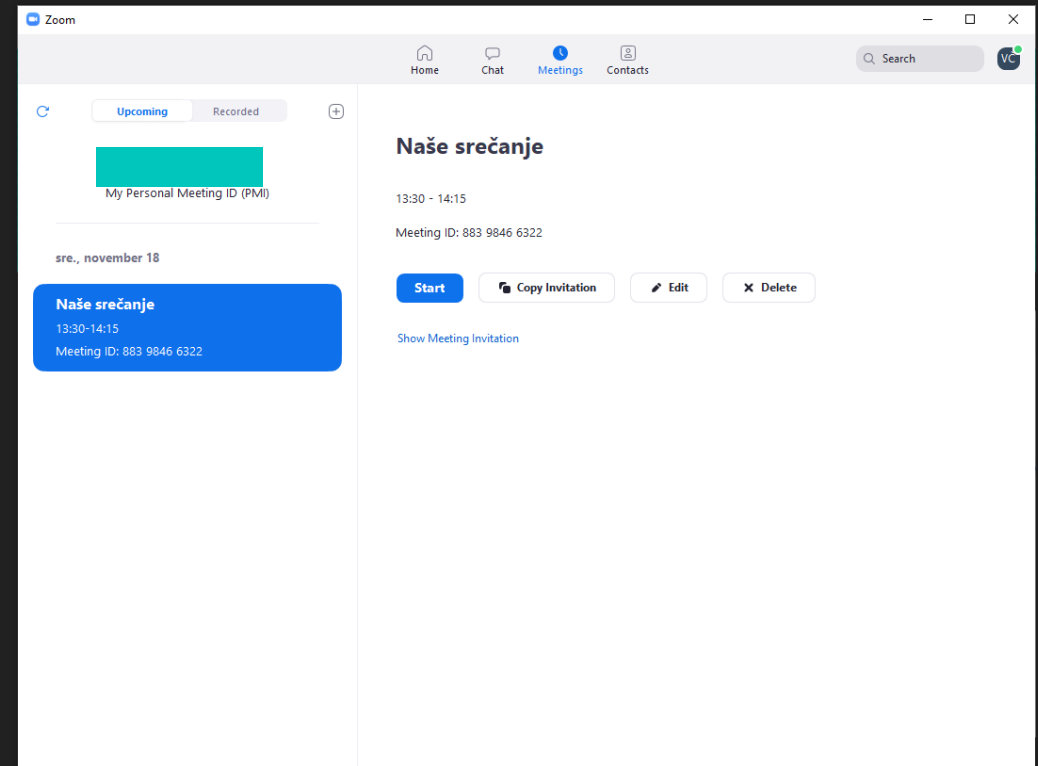 Zoom
Home
Chat
Meetings
Contacts
Search
VC
Upcoming
Recorded
My Personal Meeting ID (PMI)
sre., november 18
Naše srečanje
13:30-14:15
Meeting ID: 883 9846 6322
Naše srečanje
13:30 - 14:15
Meeting ID: 883 9846 6322
Start
Copy Invitation
Edit
Delete
Show Meeting Invitation